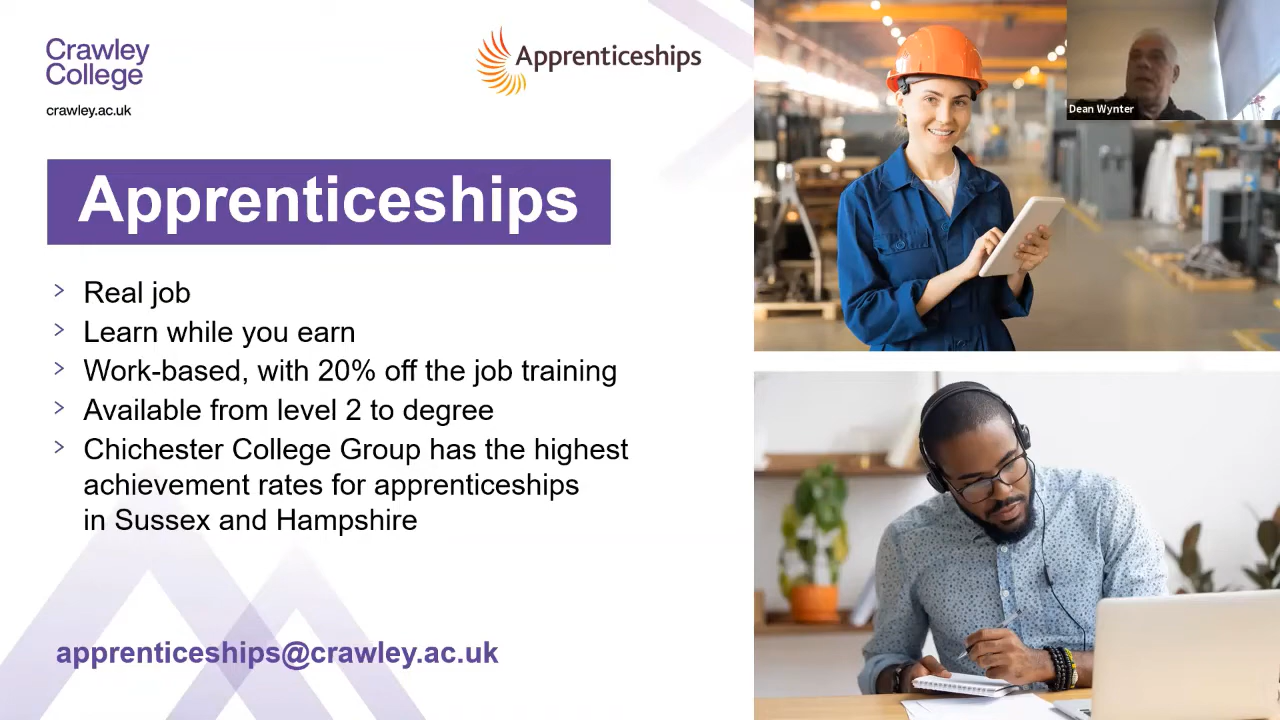 Crawley
College
crawley.ac.uk
Apprenticeships
Dean Wynter
Apprenticeships
> Real job
> Learn while you earn
> Work-based, with 20% off the job training
> Available from level 2 to degree
> Chichester College Group has the highest
achievement rates for apprenticeships
in Sussex and Hampshire
apprenticeships@crawley.ac.uk